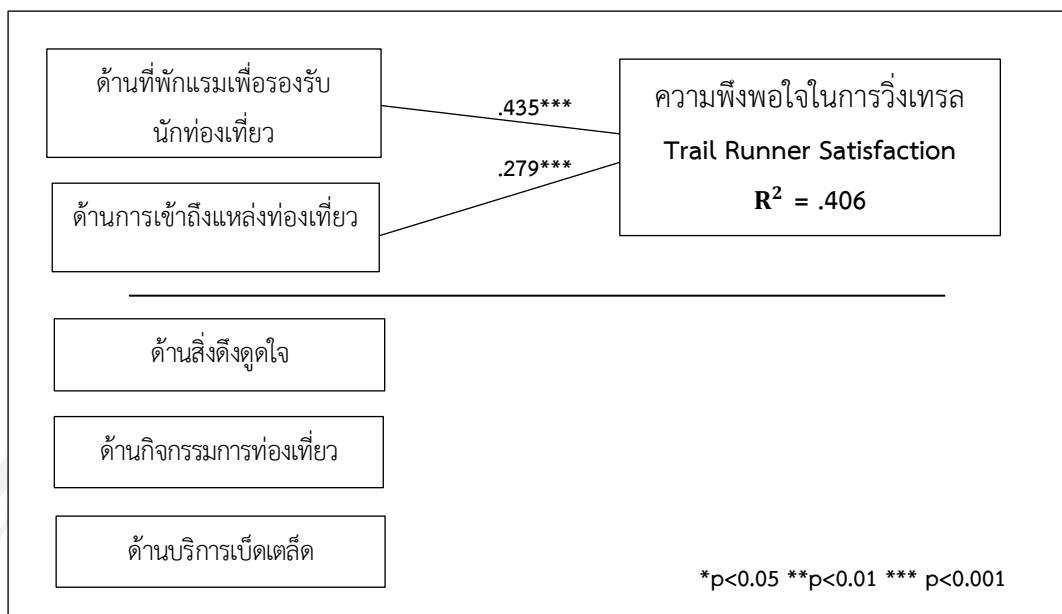 ด้านที่พักแรมเพื่อรองรับ
นักท่องเที่ยว
.435***
ความพึงพอใจในการวิ่งเทรล
Trail Runner Satisfaction
R² = .406
.279***
ด้านการเข้าถึงแหล่งท่องเที่ยว
ด้านสิ่งดึงดูดใจ
ด้านกิจกรรมการท่องเที่ยว
ด้านบริการเบ็ดเตล็ด
*p<0.05 **p<0.01 *** p<0.001